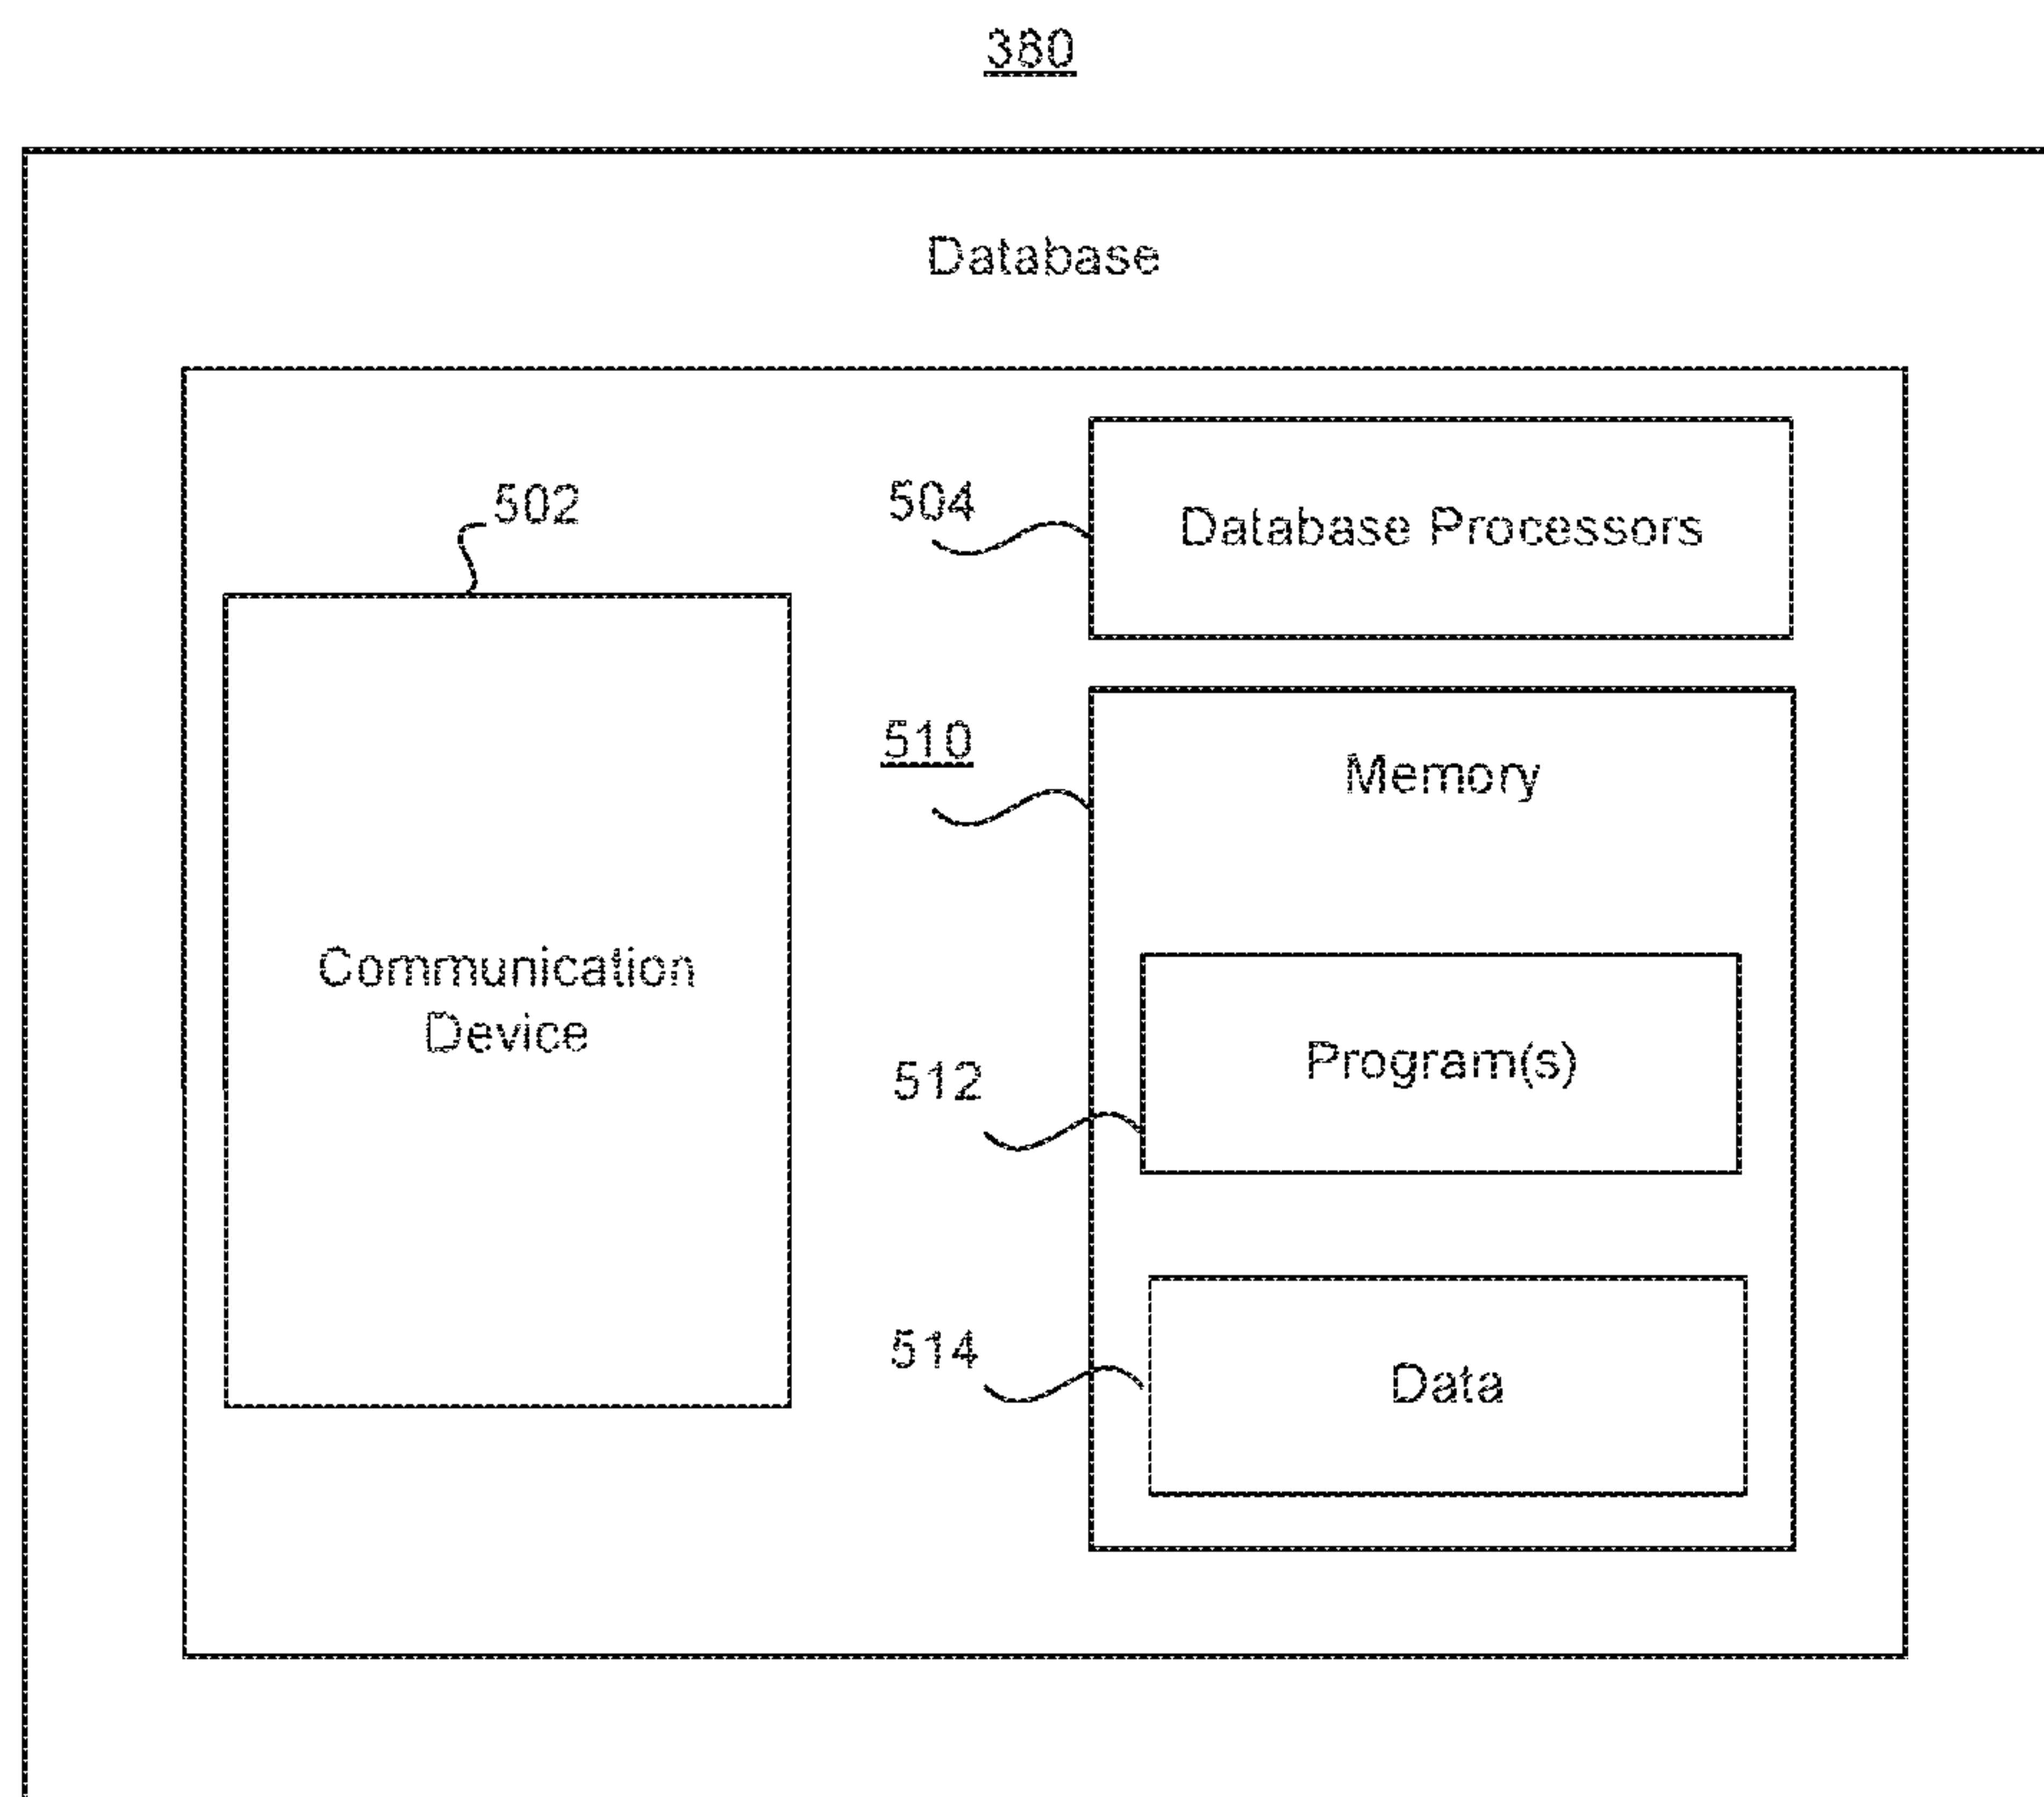 380
Database
502
504
Database Processors
510
Memory
Communication
Device
512
Program(s)
514
Data